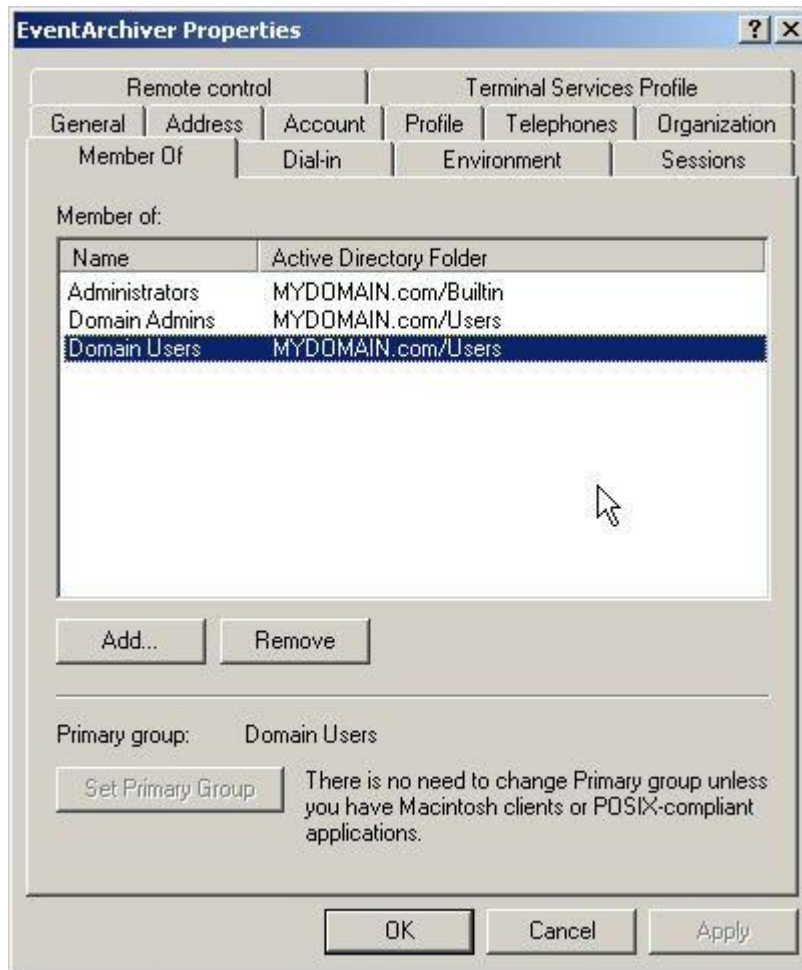 EventArchiver Properties
Remote control Terminal Services Profile
General Address Account Profile Telephones Organization
Member Of Dial-in Environment Sessions
Member of:
Name Active Directory Folder
Administrators MYDOMAIN.com/Builtin
Domain Admins MYDOMAIN.com/Users
Domain Users MYDOMAIN.com/Users
Add... Remove
Primary group: Domain Users
Set Primary Group There is no need to change Primary group unless
you have Macintosh clients or POSIX-compliant
applications.
OK Cancel Apply